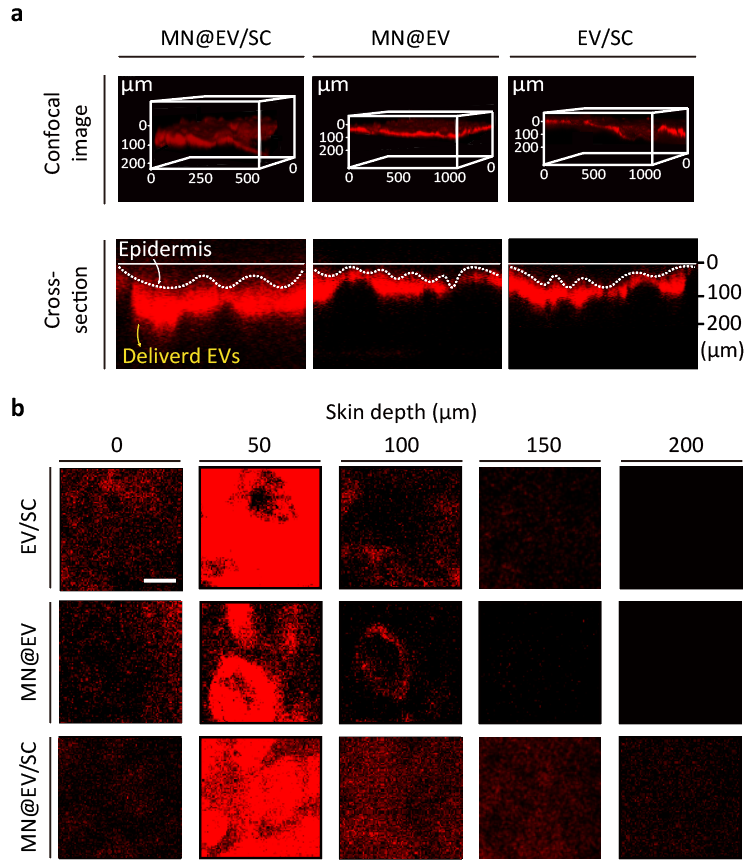 a
MN@EV/SC MN@EV EV/SC
Confocal
image
μm μm μm
0 0 0
100 100 100
200 200 200
0 250 500 0 0 500 1000 0 0 500 1000 0
Cross-
section
Epidermis
Deliverd EVs
0
100
200
(μm)
b
Skin depth (μm)
0 50 100 150 200
EV/SC
MN@EV
MN@EV/SC